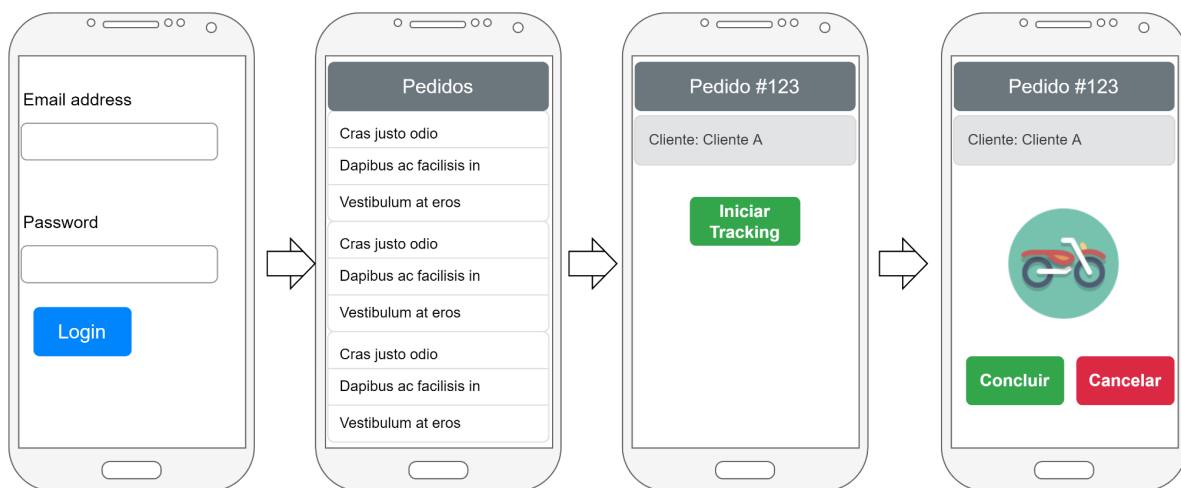 Email address
Password
Login
Pedidos
Cras justo odio
Dapibus ac facilisis in
Vestibulum at eros
Cras justo odio
Dapibus ac facilisis in
Vestibulum at eros
Cras justo odio
Dapibus ac facilisis in
Vestibulum at eros
Pedido #123
Cliente: Cliente A
Iniciar
Tracking
Pedido #123
Cliente: Cliente A
Concluir
Cancelar